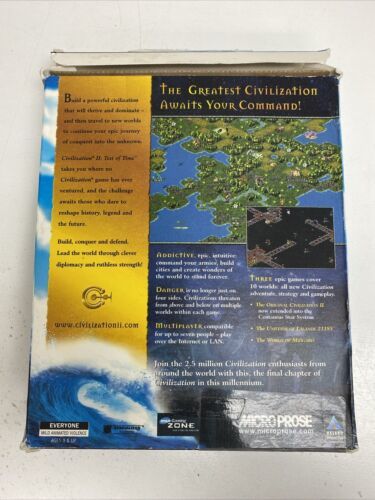 THE GREATEST CIVILIZATION
AWAITS YOUR COMMAND!
Build a powerful civilization
that will thrive and dominate –
and then travel to new worlds
to continue your epic journey
of conquest into the unknown.
Civilization® II: Test of Time™
takes you where no
Civilization® game has ever
ventured, and the challenge
awaits those who dare to
reshape history, legend and
the future.
Build, conquer and defend.
Lead the world through clever
diplomacy and ruthless strength!
www.civilizationii.com
ADDICTIVE, epic, intuitive:
command your armies, build
cities and create wonders of
the world to stand forever.
DANGER is no longer just on
four sides. Civilizations threaten
from above and below on multiple
worlds within each game.
MULTIPLAYER compatible
for up to seven people – play
over the Internet or LAN.
THREE epic games cover
10 worlds: all new Civilization
adventure, strategy and gameplay.
• THE ORIGINAL CIVILIZATION II
now extended into the
Centaurus Star System
• THE UNIVERSE OF LALANDE 21185
• THE WORLD OF MIDGARD
Join the 2.5 million Civilization enthusiasts from
around the world with this, the final chapter of
Civilization in this millennium.
EVERYONE
MILD ANIMATED VIOLENCE
AGES 6 & UP
ZONE
MICROPROSE
www.microprose.com
HASBRO